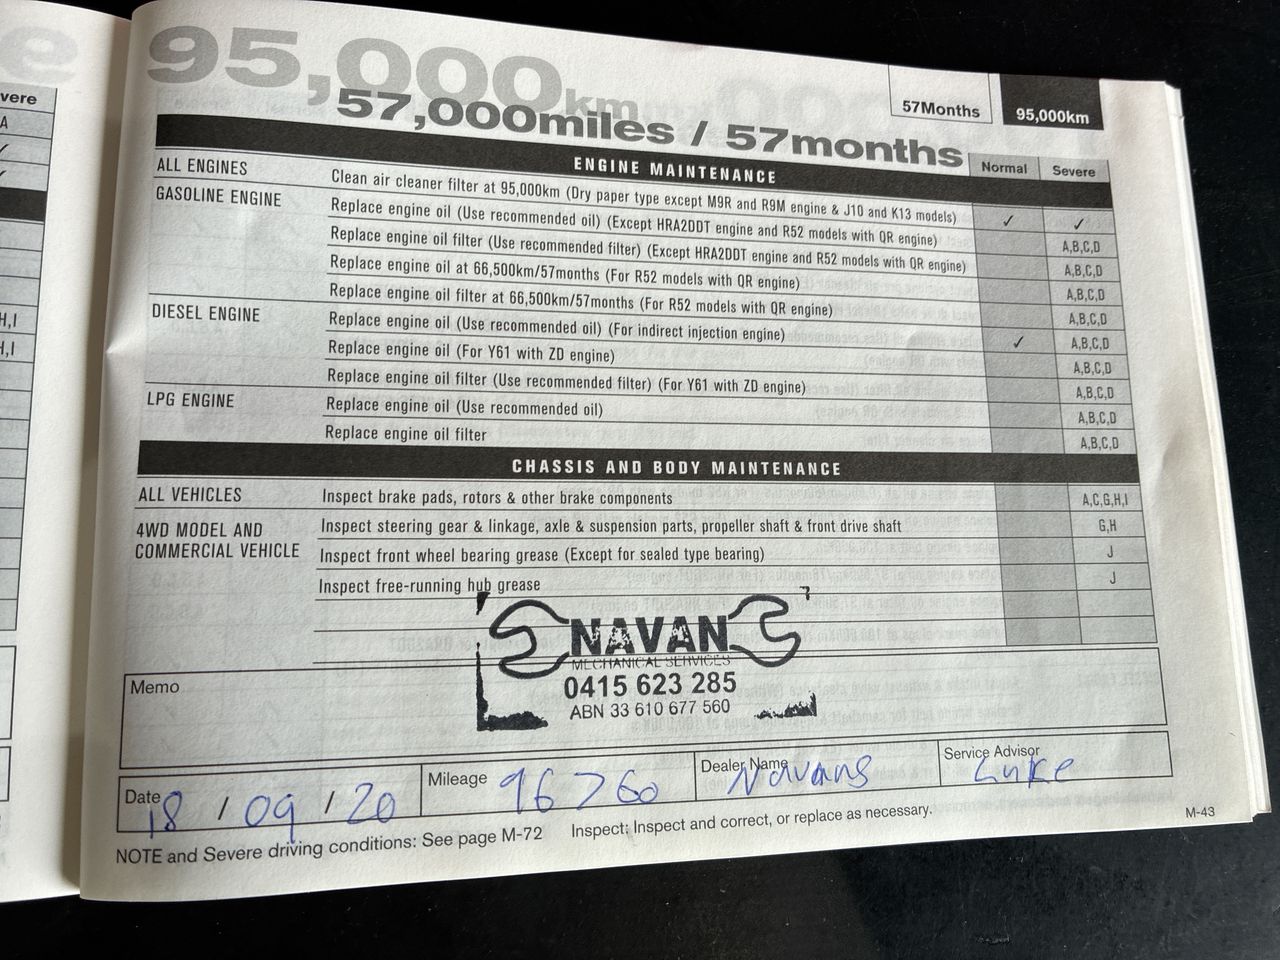 95,000km
57,000miles / 57months
57Months
95,000km
vere
A
✓
✓
H,I
H,I
ENGINE MAINTENANCE Normal Severe
ALL ENGINES Clean air cleaner filter at 95,000km (Dry paper type except M9R and R9M engine & J10 and K13 models) ✓ ✓
GASOLINE ENGINE Replace engine oil (Use recommended oil) (Except HRA2DDT engine and R52 models with QR engine) A,B,C,D
Replace engine oil filter (Use recommended filter) (Except HRA2DDT engine and R52 models with QR engine) A,B,C,D
Replace engine oil at 66,500km/57months (For R52 models with QR engine) A,B,C,D
Replace engine oil filter at 66,500km/57months (For R52 models with QR engine) A,B,C,D
DIESEL ENGINE Replace engine oil (Use recommended oil) (For indirect injection engine) ✓ A,B,C,D
Replace engine oil (For Y61 with ZD engine) A,B,C,D
Replace engine oil filter (Use recommended filter) (For Y61 with ZD engine) A,B,C,D
LPG ENGINE Replace engine oil (Use recommended oil) A,B,C,D
Replace engine oil filter A,B,C,D
CHASSIS AND BODY MAINTENANCE
ALL VEHICLES Inspect brake pads, rotors & other brake components A,C,G,H,I
4WD MODEL AND COMMERCIAL VEHICLE Inspect steering gear & linkage, axle & suspension parts, propeller shaft & front drive shaft G,H
Inspect front wheel bearing grease (Except for sealed type bearing) J
Inspect free-running hub grease J
NAVAN
MECHANICAL SERVICES
0415 623 285
ABN 33 610 677 560
Memo
Date 18 / 09 / 20 Mileage 96760 Dealer Name Navans Service Advisor Luke
NOTE and Severe driving conditions: See page M-72 Inspect: Inspect and correct, or replace as necessary.
M-43